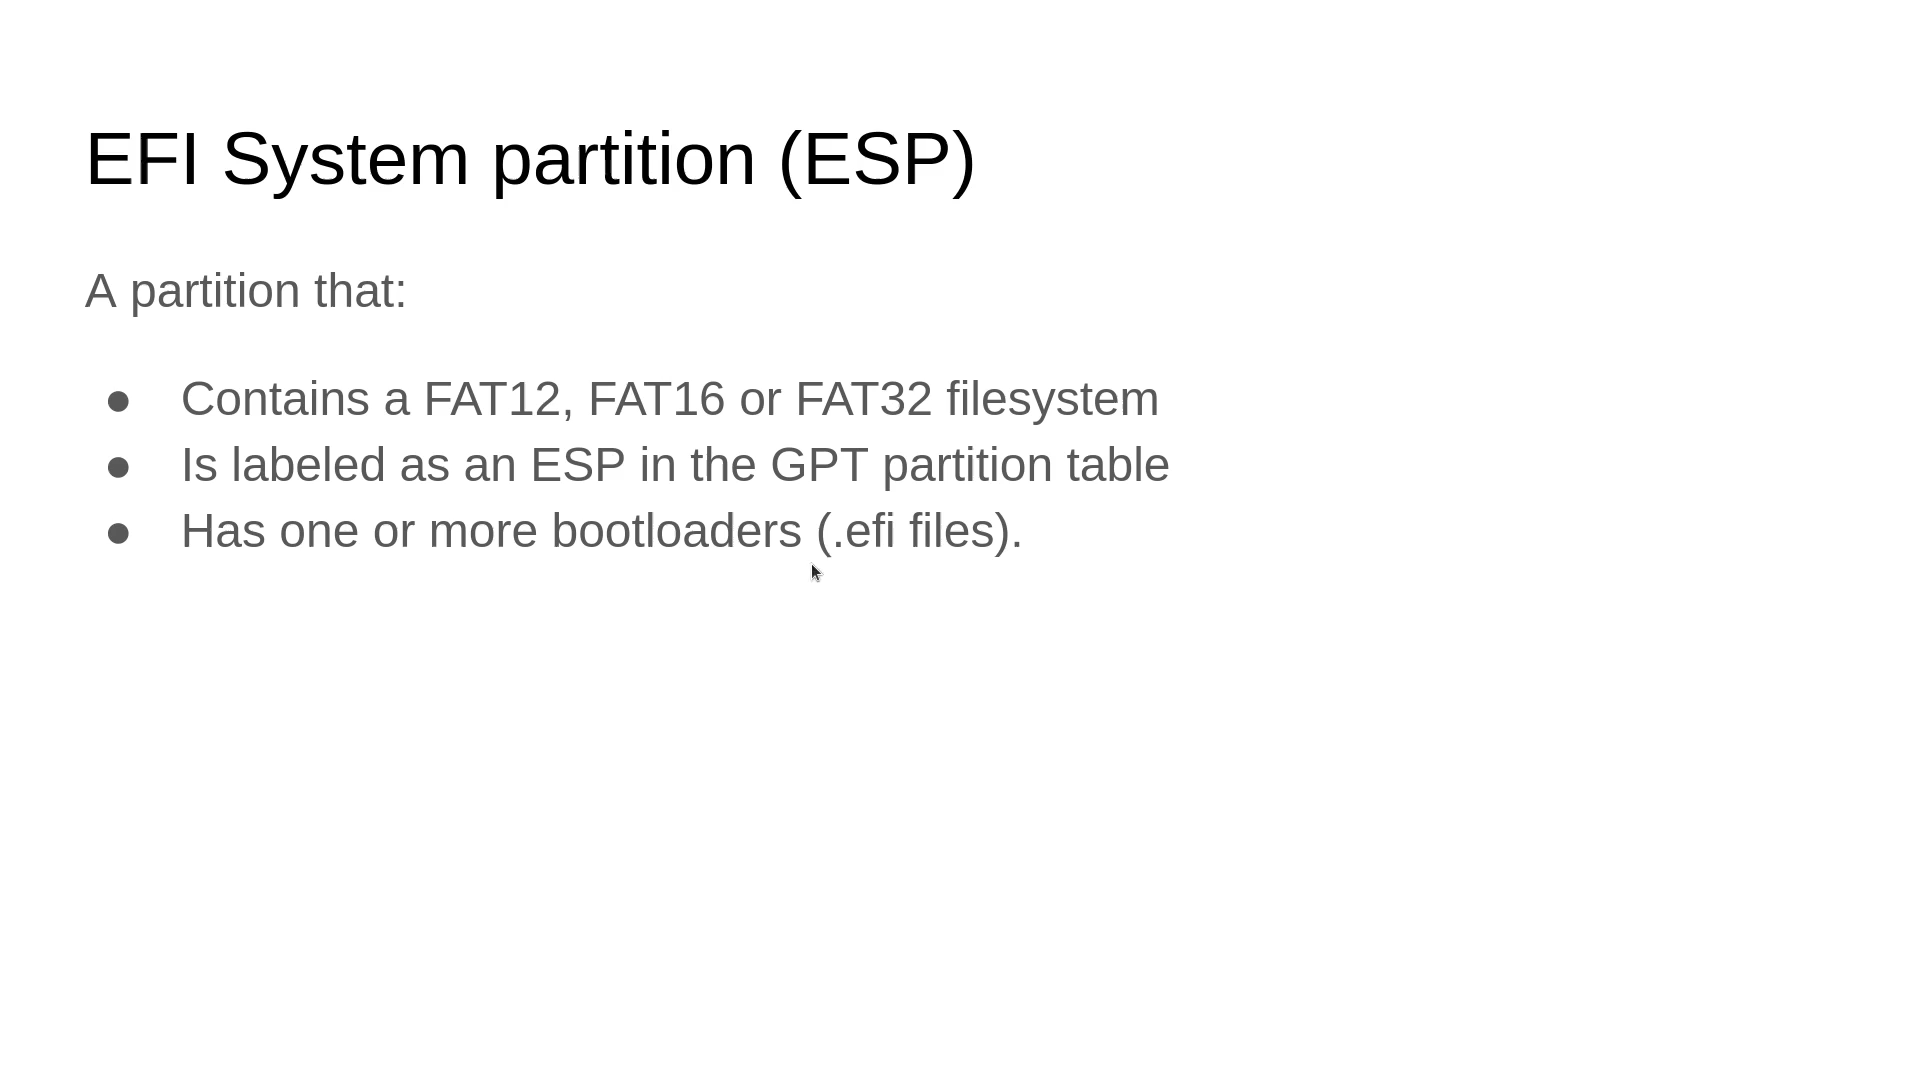 EFI System partition (ESP)
A partition that:
● Contains a FAT12, FAT16 or FAT32 filesystem
● Is labeled as an ESP in the GPT partition table
● Has one or more bootloaders (.efi files).